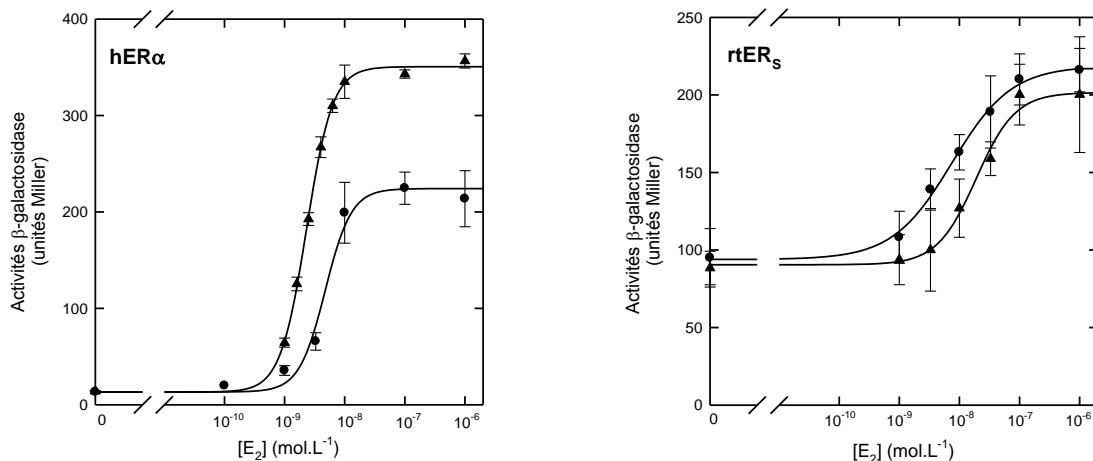 400
300
200
100
0
hERα
Activités β-galactosidase
(unités Miller)
0
10⁻¹⁰
10⁻⁹
10⁻⁸
10⁻⁷
10⁻⁶
[E₂] (mol.L⁻¹)
250
200
150
100
50
0
rtERₛ
Activités β-galactosidase
(unités Miller)
0
10⁻¹⁰
10⁻⁹
10⁻⁸
10⁻⁷
10⁻⁶
[E₂] (mol.L⁻¹)